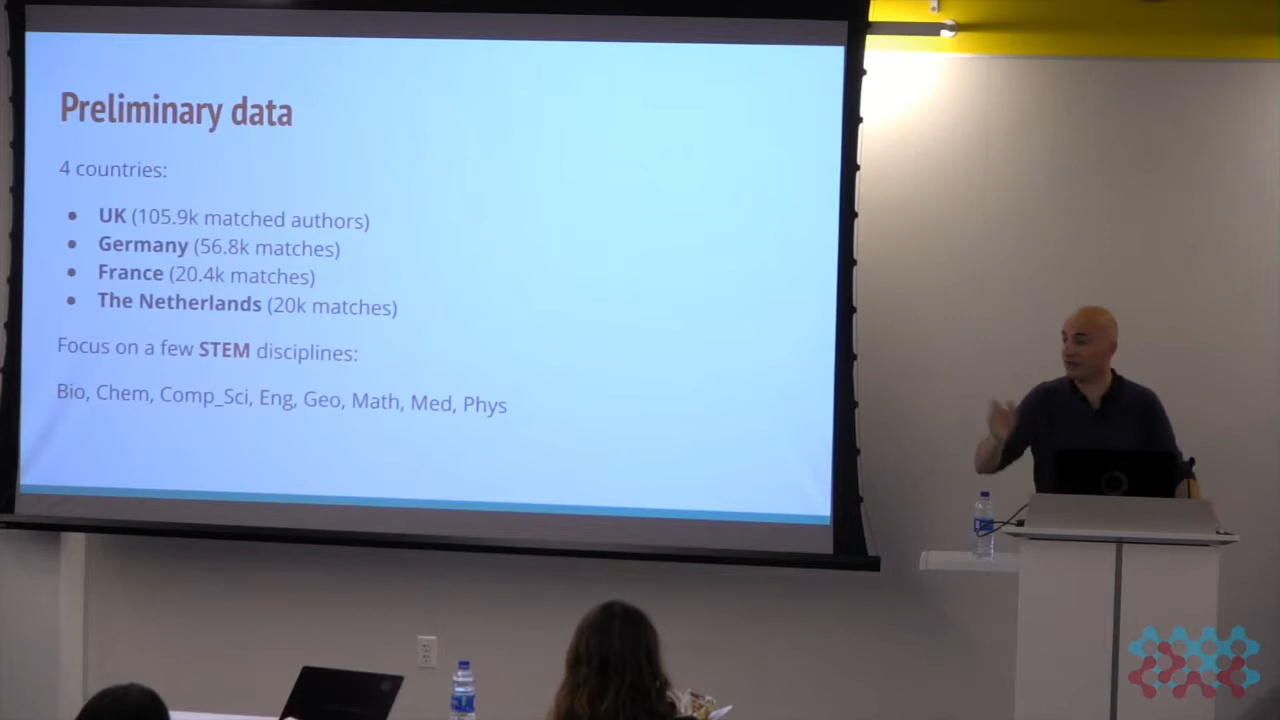 Preliminary data
4 countries:
UK (105.9k matched authors)
Germany (56.8k matches)
France (20.4k matches)
The Netherlands (20k matches)
Focus on a few STEM disciplines:
Bio, Chem, Comp_Sci, Eng, Geo, Math, Med, Phys